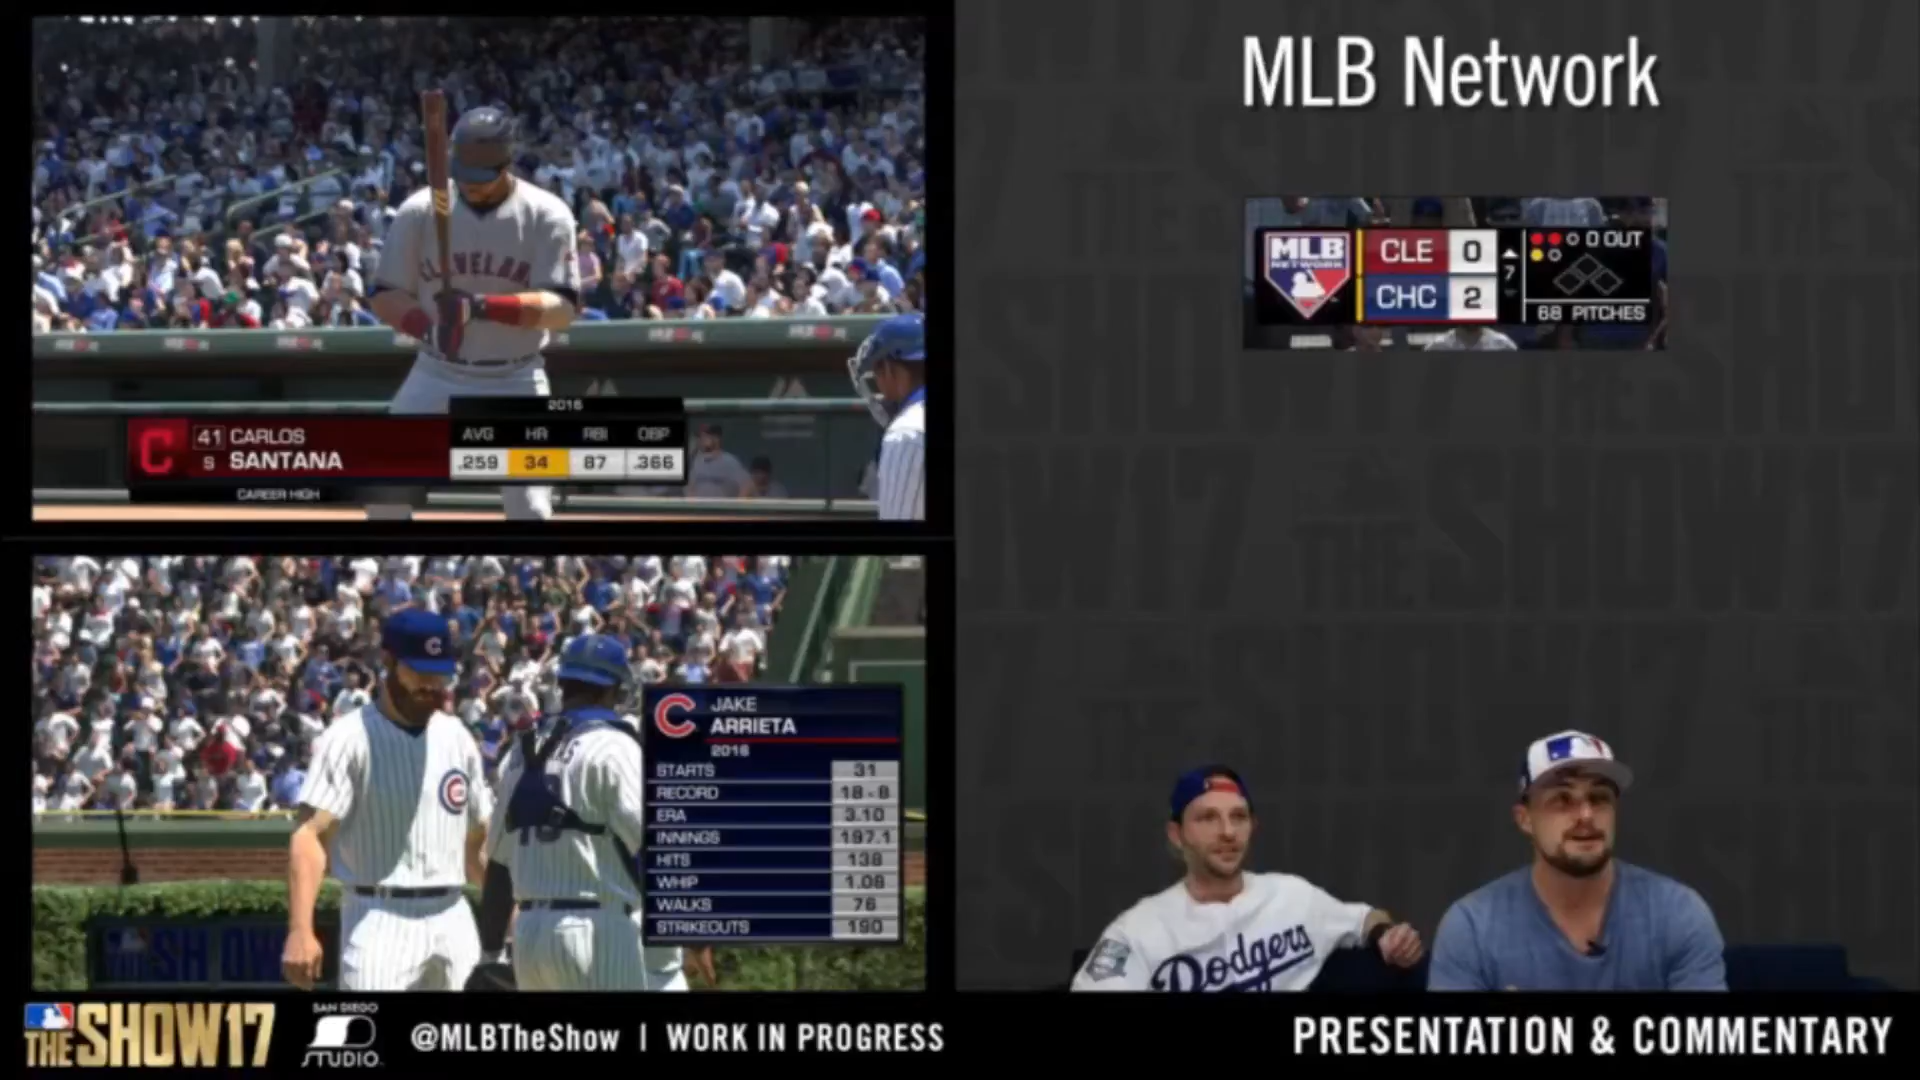 MLB Network
MLB
NETWORK
CLE 0
CHC 2
7
0 OUT
68 PITCHES
CLEVELAND
2016
41 CARLOS
S SANTANA
AVG HR RBI OBP
.259 34 87 .366
CAREER HIGH
JAKE
ARRIETA
2016
STARTS 31
RECORD 18 - 8
ERA 3.10
INNINGS 197.1
HITS 138
WHIP 1.08
WALKS 76
STRIKEOUTS 190
SHOW
Dodgers
THE SHOW17
SAN DIEGO
STUDIO
@MLBTheShow | WORK IN PROGRESS
PRESENTATION & COMMENTARY